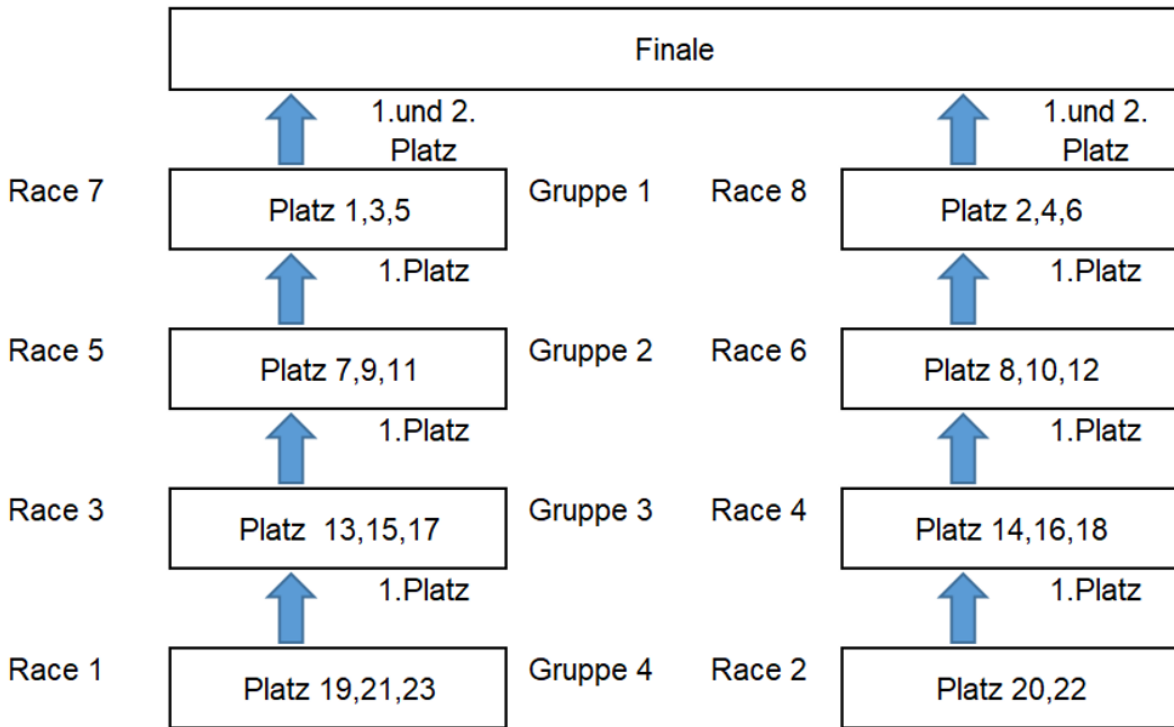 Finale
1.und 2.
Platz
1.und 2.
Platz
Race 7
Platz 1,3,5
Gruppe 1
Race 8
Platz 2,4,6
1.Platz
1.Platz
Race 5
Platz 7,9,11
Gruppe 2
Race 6
Platz 8,10,12
1.Platz
1.Platz
Race 3
Platz 13,15,17
Gruppe 3
Race 4
Platz 14,16,18
1.Platz
1.Platz
Race 1
Platz 19,21,23
Gruppe 4
Race 2
Platz 20,22